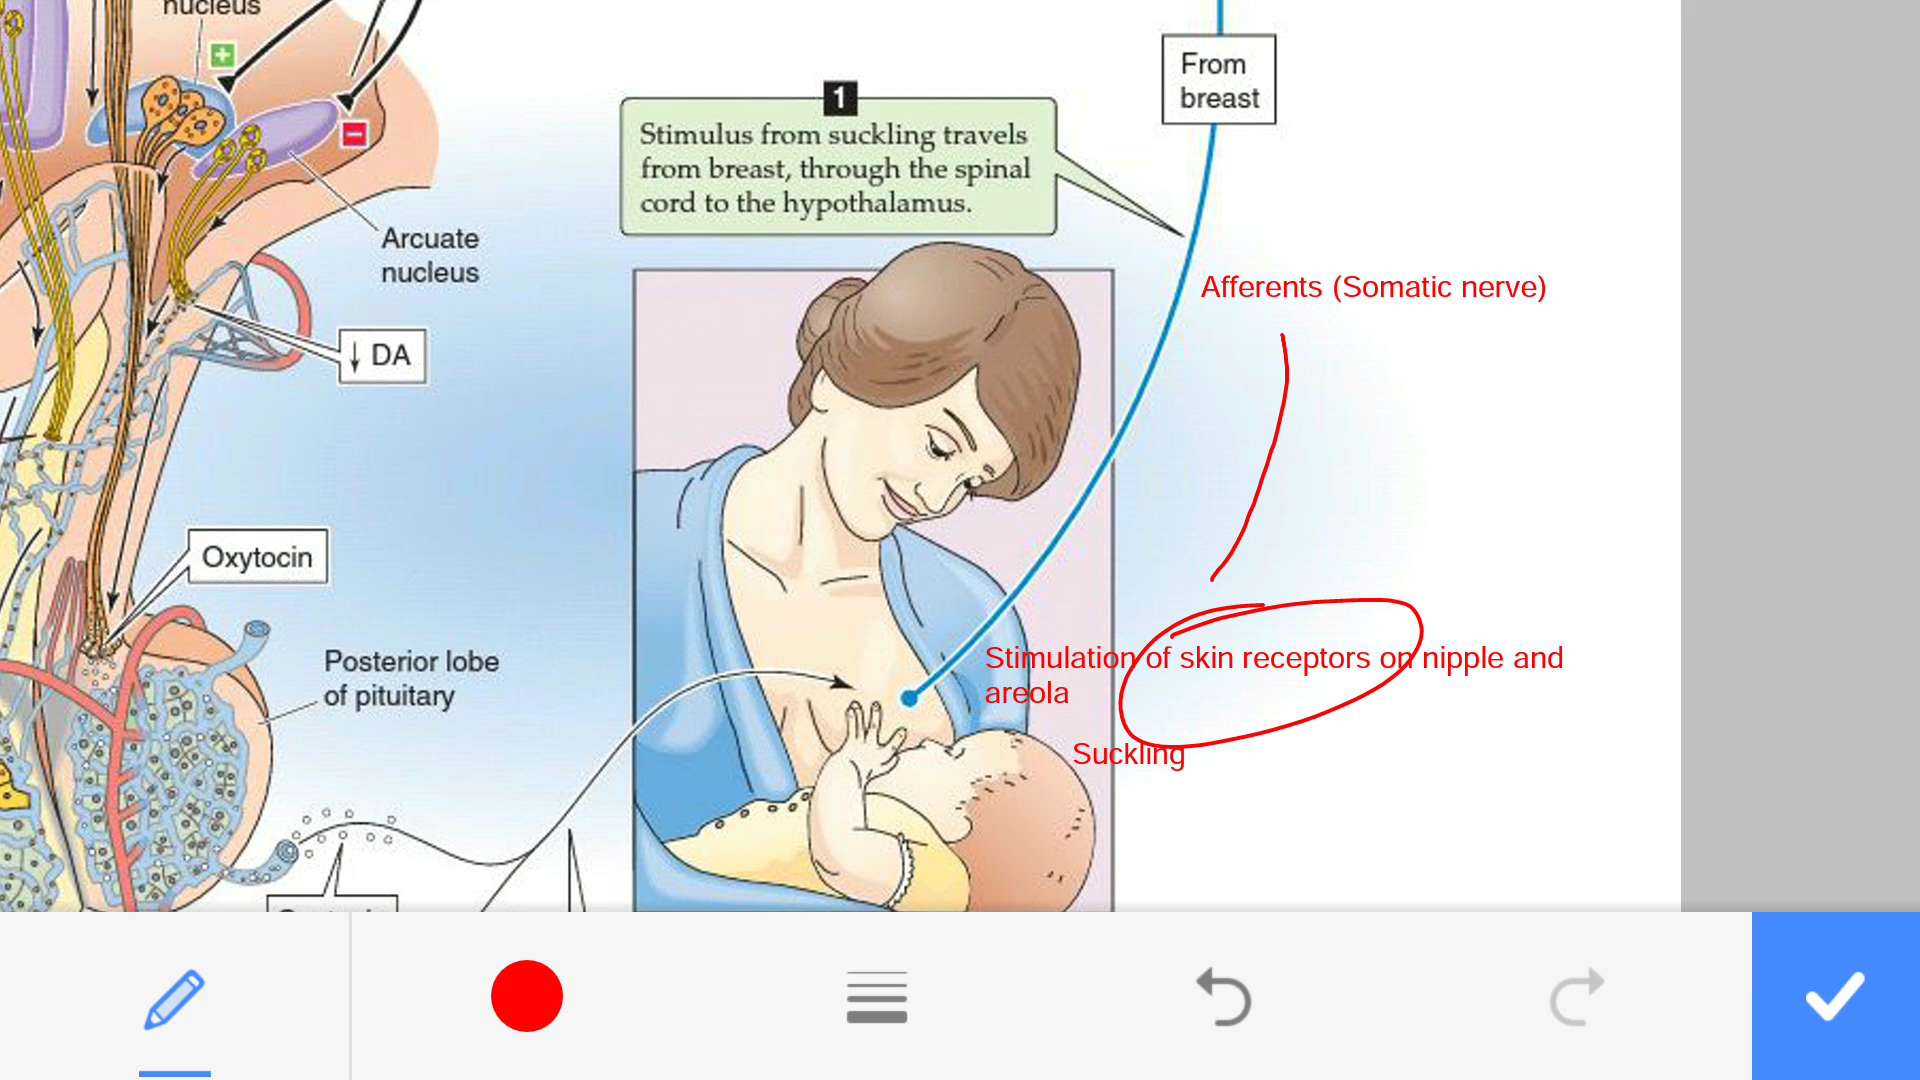 nucleus
From
breast
1
Stimulus from suckling travels
from breast, through the spinal
cord to the hypothalamus.
Arcuate
nucleus
Afferents (Somatic nerve)
↓ DA
Oxytocin
Posterior lobe
of pituitary
Stimulation of skin receptors on nipple and
areola
Suckling